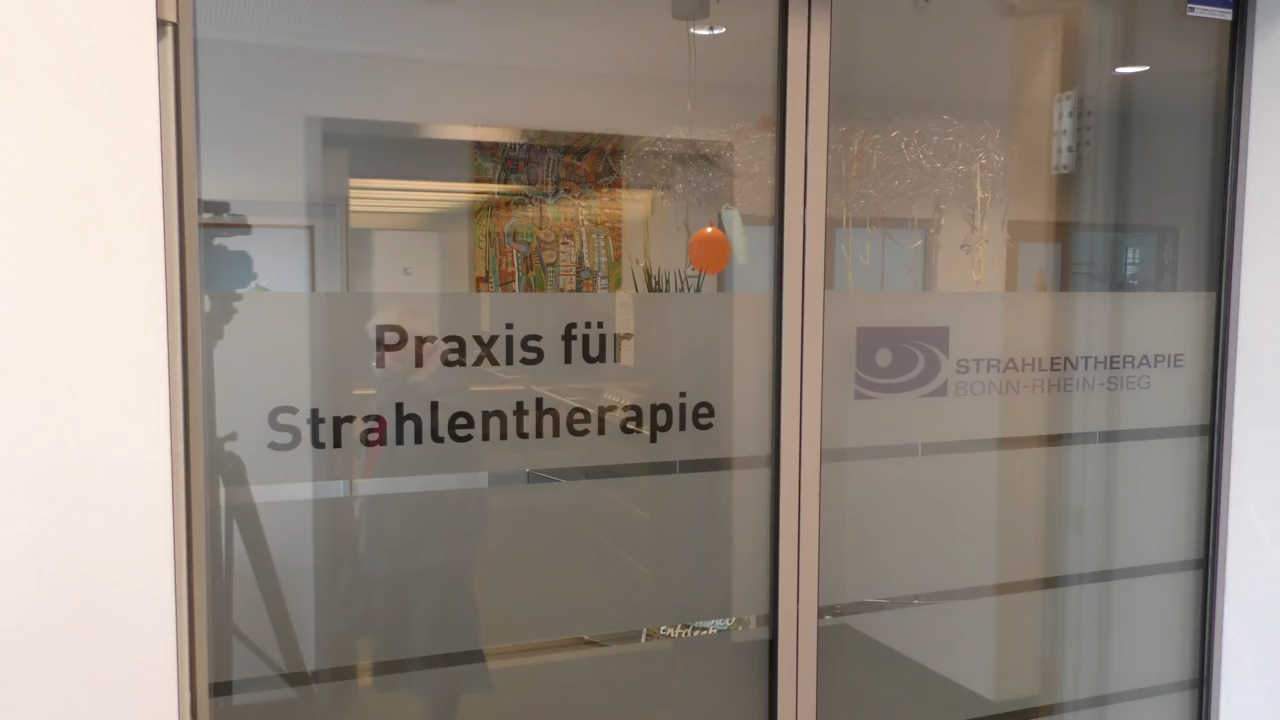 Praxis für
Strahlentherapie
STRAHLENTHERAPIE
BONN-RHEIN-SIEG